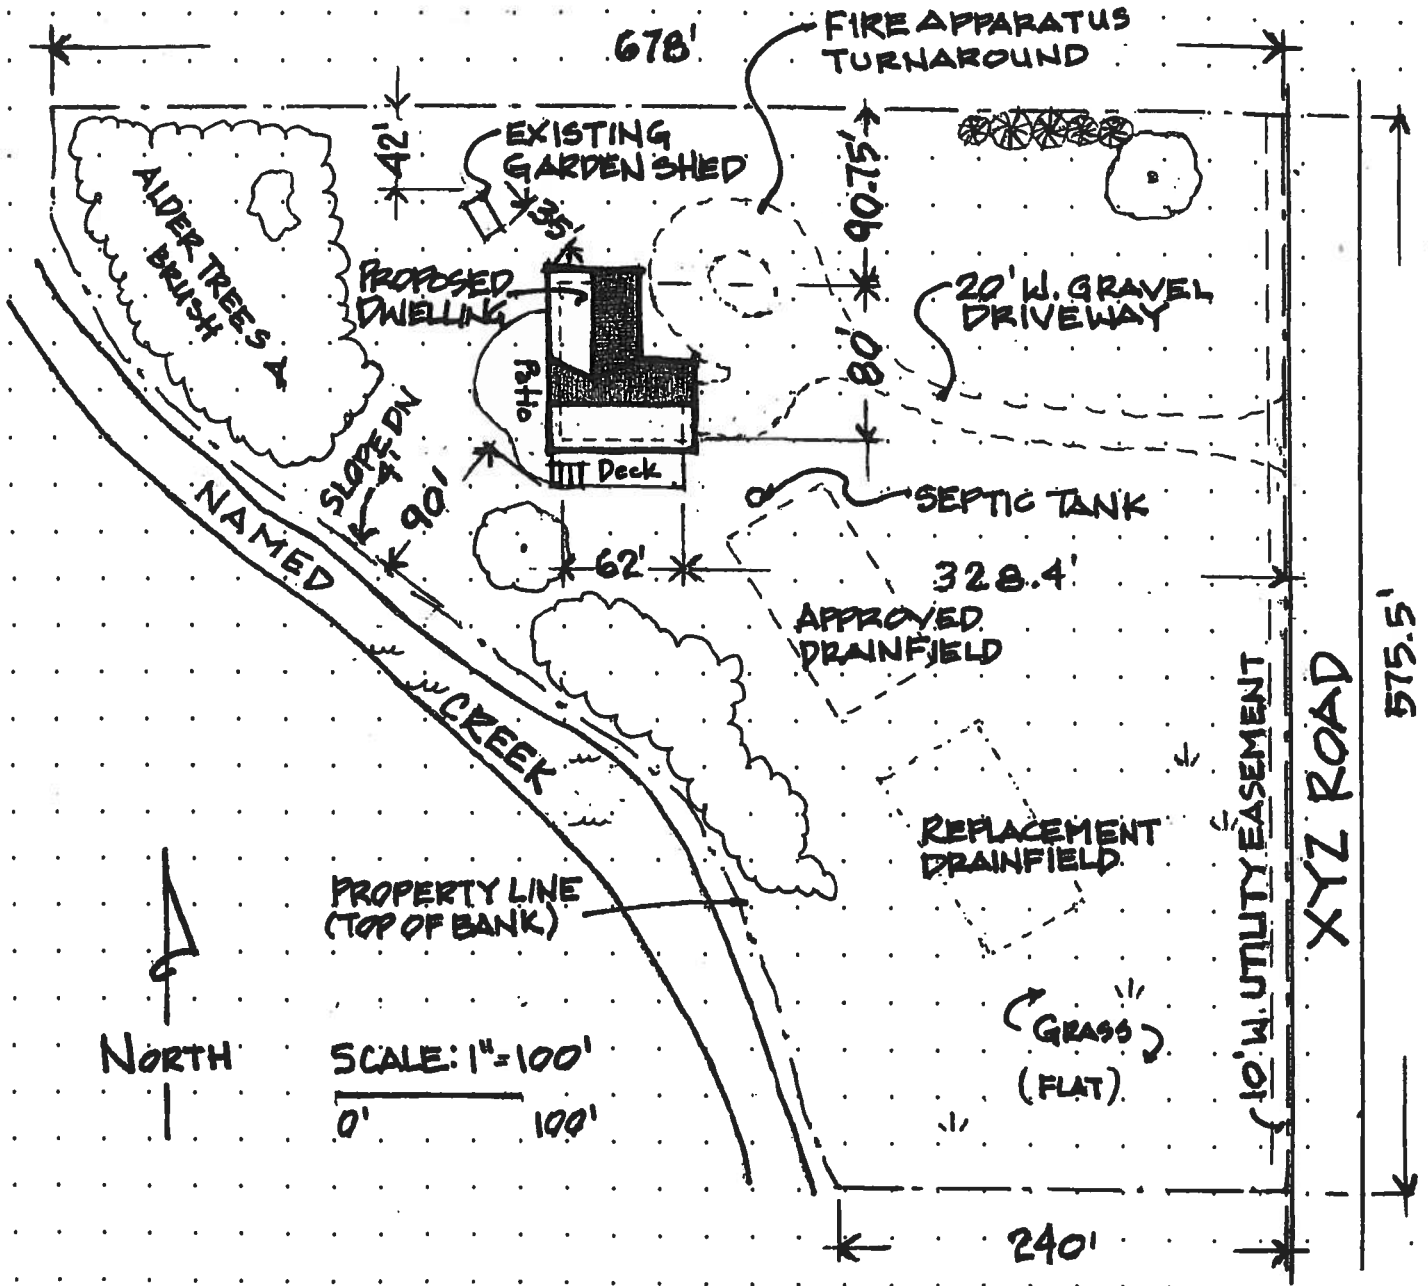 678'
FIRE APPARATUS
TURNAROUND
42'
EXISTING
GARDEN SHED
35'
90.75'
ALDER TREES &
BRUSH
PROPOSED
DWELLING
20' W. GRAVEL
DRIVEWAY
80'
Patio
SLOPE DN
4'
90'
Deck
SEPTIC TANK
62'
328.4'
APPROVED
DRAINFIELD
NAMED
CREEK
575.5'
10' W. UTILITY EASEMENT
XYZ ROAD
REPLACEMENT
DRAINFIELD
PROPERTY LINE
(TOP OF BANK)
GRASS
(FLAT)
NORTH
SCALE: 1"=100'
0' 100'
240'